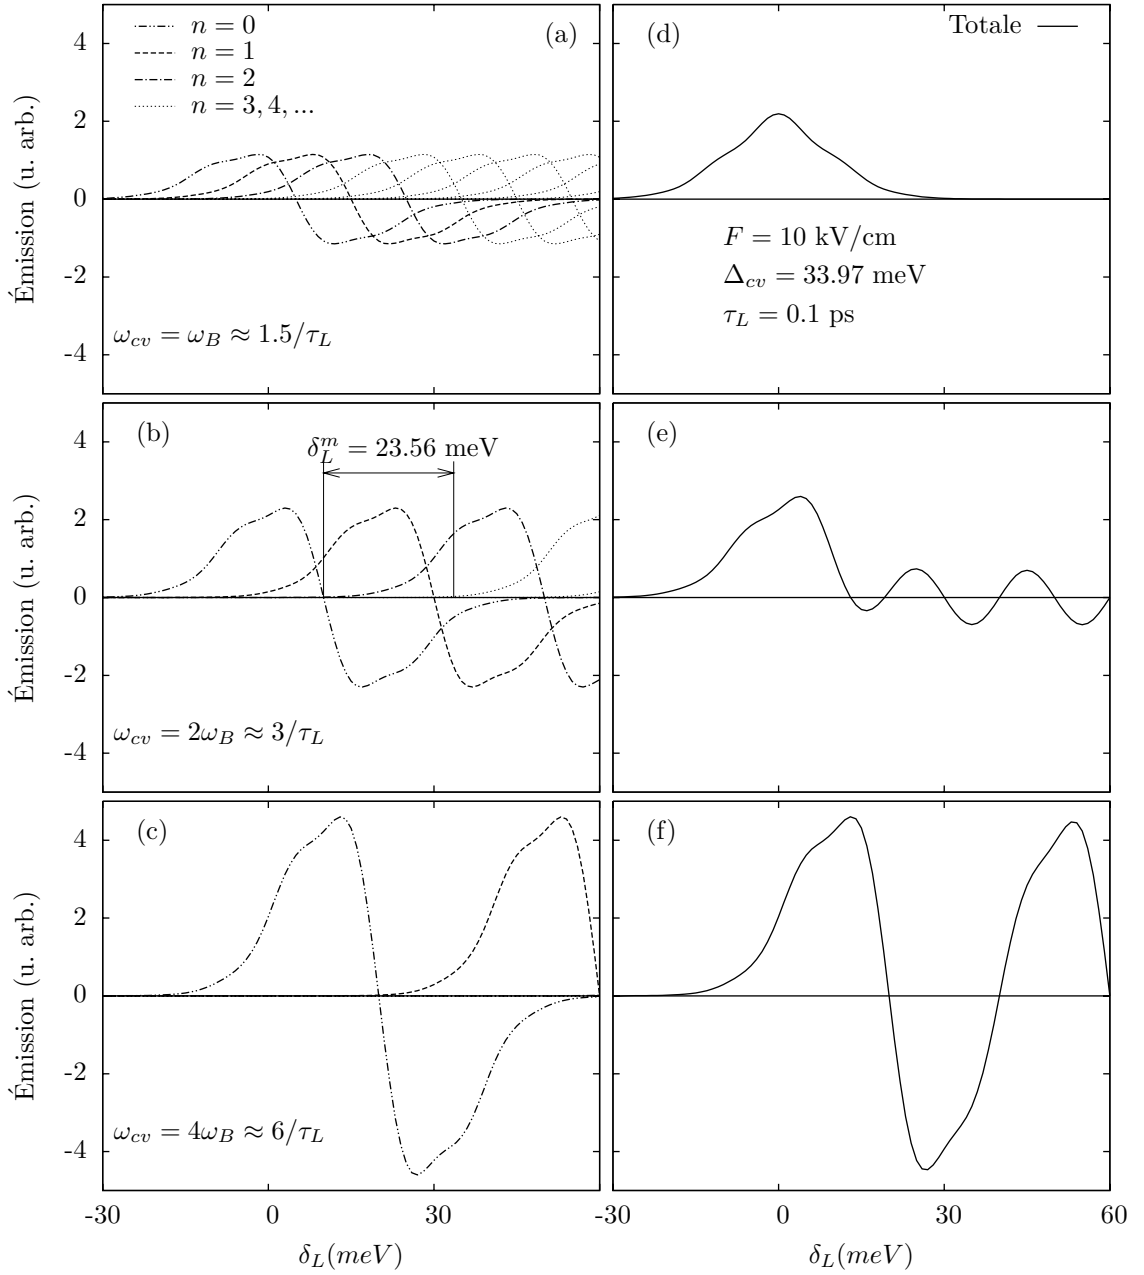 n = 0
n = 1
n = 2
n = 3, 4, ...
(a)
Émission (u. arb.)
4
2
0
-2
-4
ω_cv = ω_B ≈ 1.5/τ_L
(d)
Totale
F = 10 kV/cm
Δ_cv = 33.97 meV
τ_L = 0.1 ps
(b)
δ_L^m = 23.56 meV
Émission (u. arb.)
4
2
0
-2
-4
ω_cv = 2ω_B ≈ 3/τ_L
(e)
(c)
Émission (u. arb.)
4
2
0
-2
-4
ω_cv = 4ω_B ≈ 6/τ_L
-30 0 30
δ_L(meV)
(f)
-30 0 30 60
δ_L(meV)